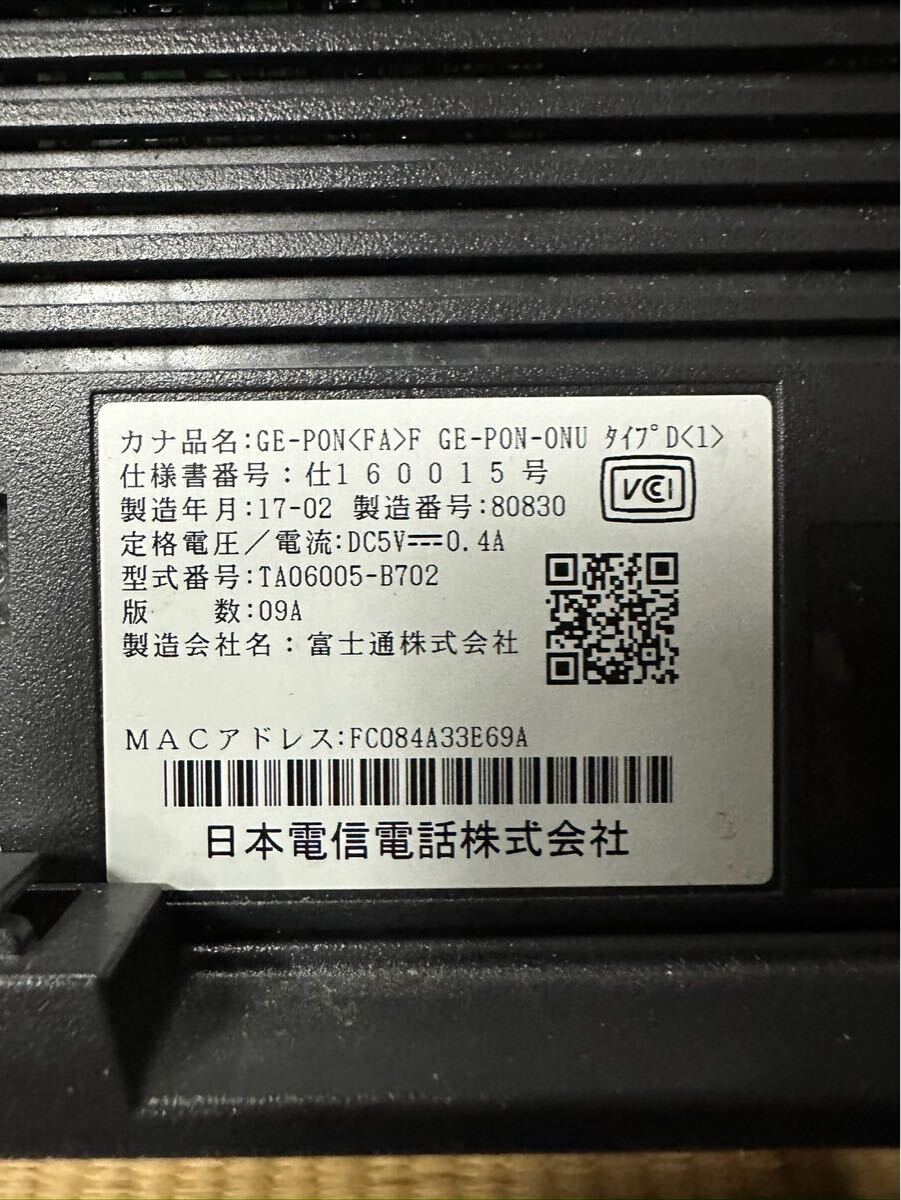 カナ品名:GE-PON<FA>F GE-PON-ONU ﾀｲﾌﾟD<1>
仕様書番号：仕１６００１５号
製造年月:17-02 製造番号:80830
VCCI
定格電圧／電流:DC5V⎓0.4A
型式番号:TA06005-B702
版　　数:09A
製造会社名：富士通株式会社
ＭＡＣアドレス:FC084A33E69A
日本電信電話株式会社